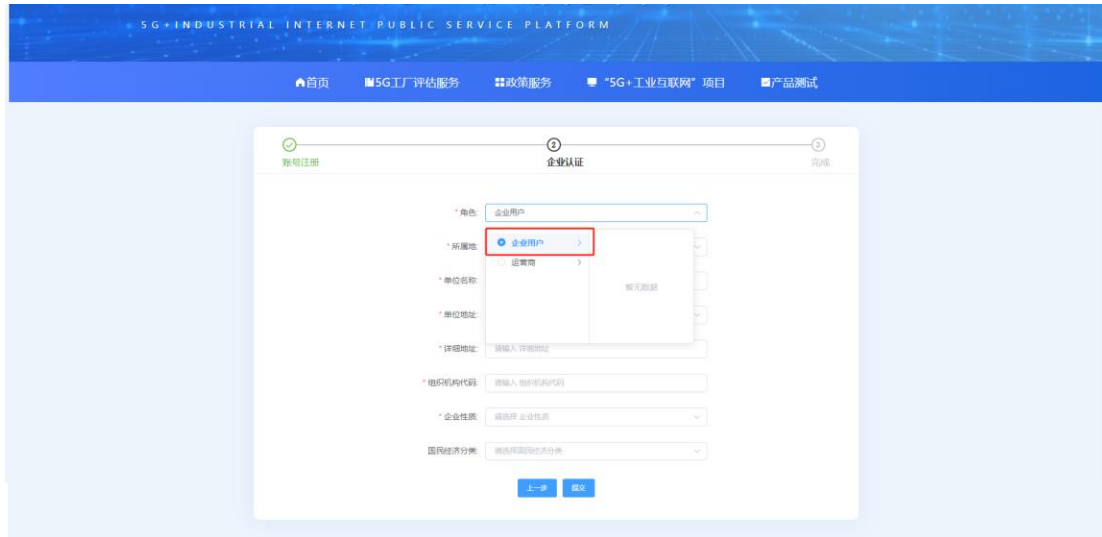 5G+INDUSTRIAL INTERNET PUBLIC SERVICE PLATFORM
首页 5G工厂评估服务 政策服务 "5G+工业互联网" 项目 产品测试
2 3
账号注册 企业认证 完成
*角色: 企业用户
*所属地:
企业用户
运营商
*单位名称:
暂无数据
*单位地址:
*详细地址: 请输入 详细地址
*组织机构代码: 请输入 组织机构代码
*企业性质: 请选择 企业性质
国民经济分类: 请选择国民经济分类
上一步 提交